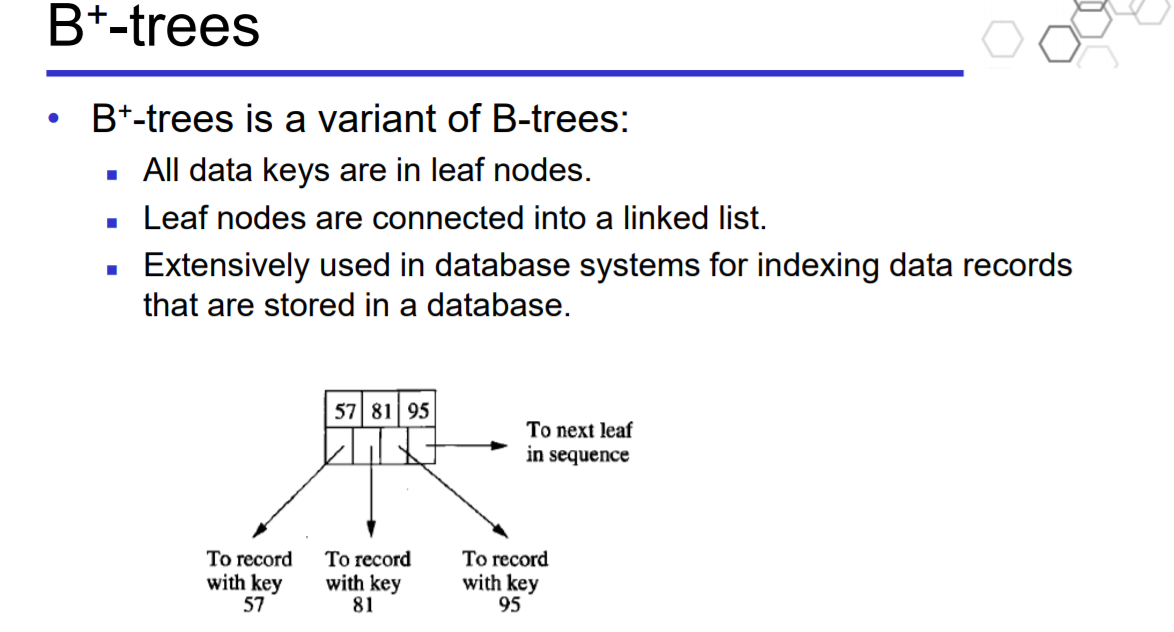 B⁺-trees
• B⁺-trees is a variant of B-trees:
▪ All data keys are in leaf nodes.
▪ Leaf nodes are connected into a linked list.
▪ Extensively used in database systems for indexing data records
that are stored in a database.
57 81 95
To next leaf
in sequence
To record
with key
57
To record
with key
81
To record
with key
95